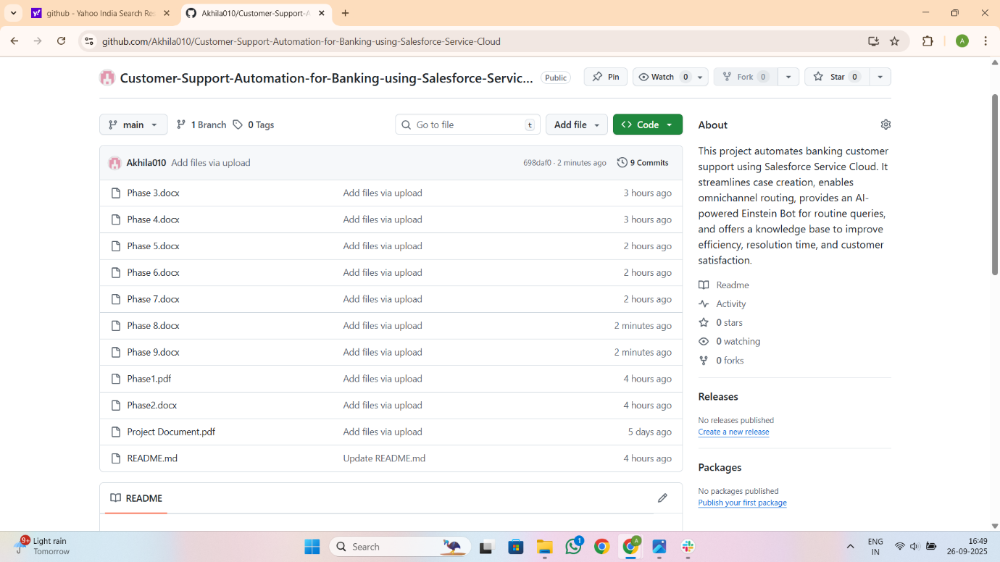 github - Yahoo India Search Res
Akhila010/Customer-Support-A
github.com/Akhila010/Customer-Support-Automation-for-Banking-using-Salesforce-Service-Cloud
A
Customer-Support-Automation-for-Banking-using-Salesforce-Servic... Public
Pin
Watch 0
Fork 0
Star 0
main
1 Branch
0 Tags
Go to file t
Add file
<> Code
Akhila010 Add files via upload 698daf0 · 2 minutes ago 9 Commits
Phase 3.docx Add files via upload 3 hours ago
Phase 4.docx Add files via upload 3 hours ago
Phase 5.docx Add files via upload 2 hours ago
Phase 6.docx Add files via upload 2 hours ago
Phase 7.docx Add files via upload 2 hours ago
Phase 8.docx Add files via upload 2 minutes ago
Phase 9.docx Add files via upload 2 minutes ago
Phase1.pdf Add files via upload 4 hours ago
Phase2.docx Add files via upload 4 hours ago
Project Document.pdf Add files via upload 5 days ago
README.md Update README.md 4 hours ago
README
About
This project automates banking customer
support using Salesforce Service Cloud. It
streamlines case creation, enables
omnichannel routing, provides an AI-
powered Einstein Bot for routine queries,
and offers a knowledge base to improve
efficiency, resolution time, and customer
satisfaction.
Readme
Activity
0 stars
0 watching
0 forks
Releases
No releases published
Create a new release
Packages
No packages published
Publish your first package
9+
Light rain
Tomorrow
Search
1
A
ENG
IN
16:49
26-09-2025